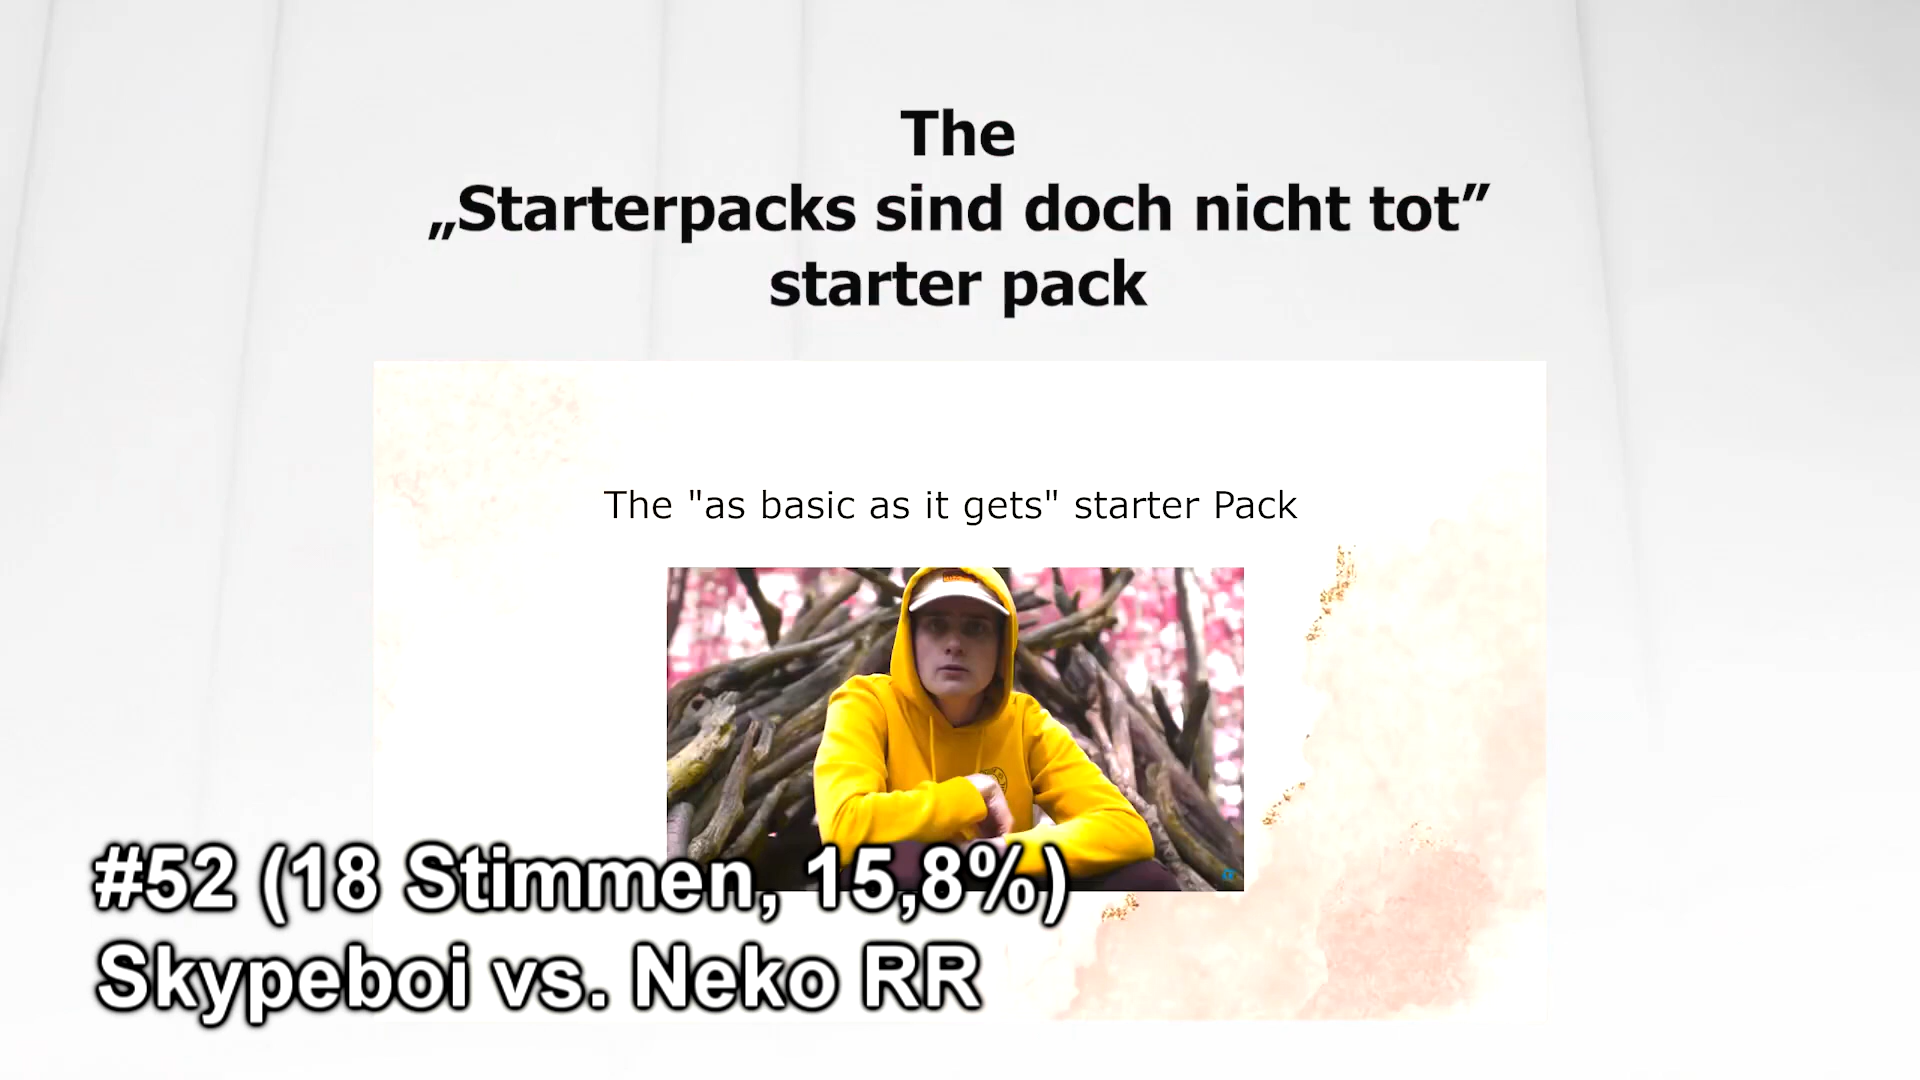 The
„Starterpacks sind doch nicht tot”
starter pack
The "as basic as it gets" starter Pack
#52 (18 Stimmen, 15,8%)
Skypeboi vs. Neko RR